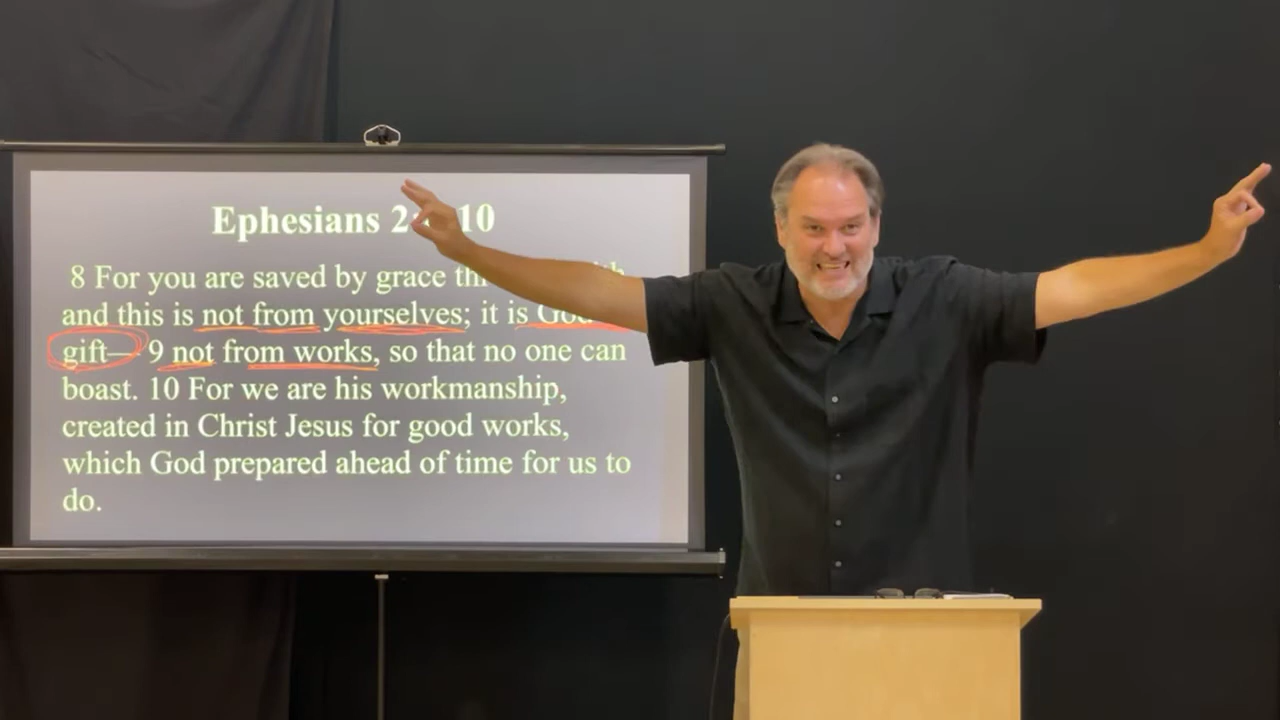 Ephesians 2: 10
8 For you are saved by grace
and this is not from yourselves; it is God
gift— 9 not from works, so that no one can
boast. 10 For we are his workmanship,
created in Christ Jesus for good works,
which God prepared ahead of time for us to
do.